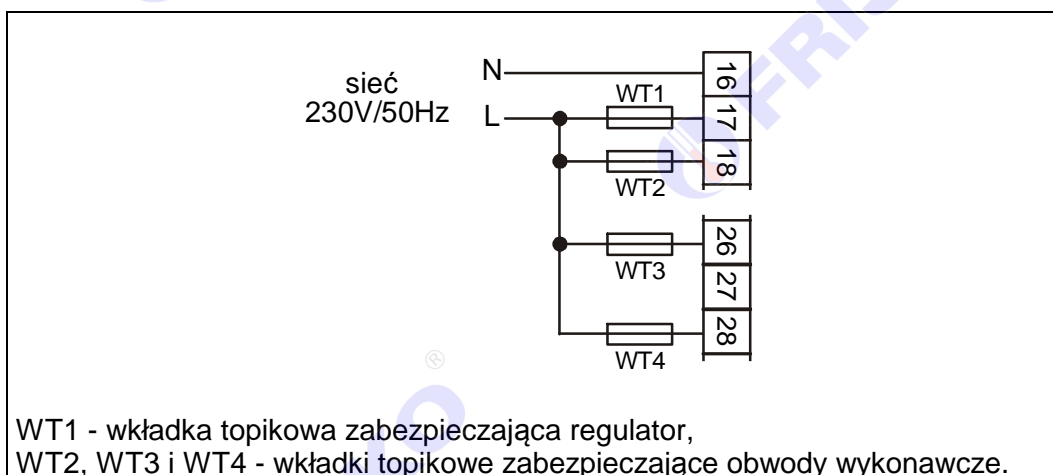 sieć N 16
230V/50Hz L WT1 17
WT2 18
WT3 26
27
WT4 28
®
WT1 - wkładka topikowa zabezpieczająca regulator,
WT2, WT3 i WT4 - wkładki topikowe zabezpieczające obwody wykonawcze.